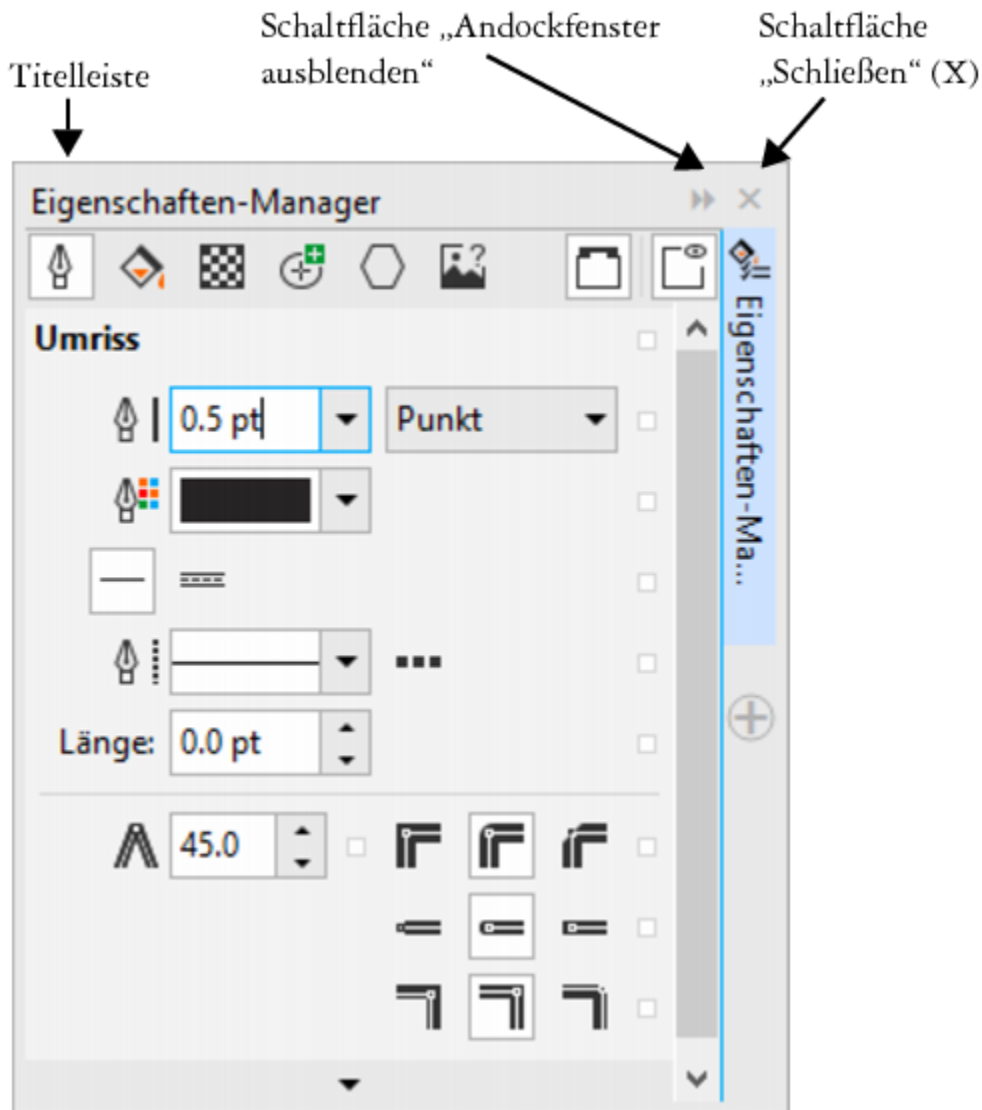 Schaltfläche „Andockfenster
ausblenden“
Schaltfläche
„Schließen“ (X)
Titelleiste
Eigenschaften-Manager
Umriss
0.5 pt
Punkt
Länge: 0.0 pt
45.0
Eigenschaften-Ma...